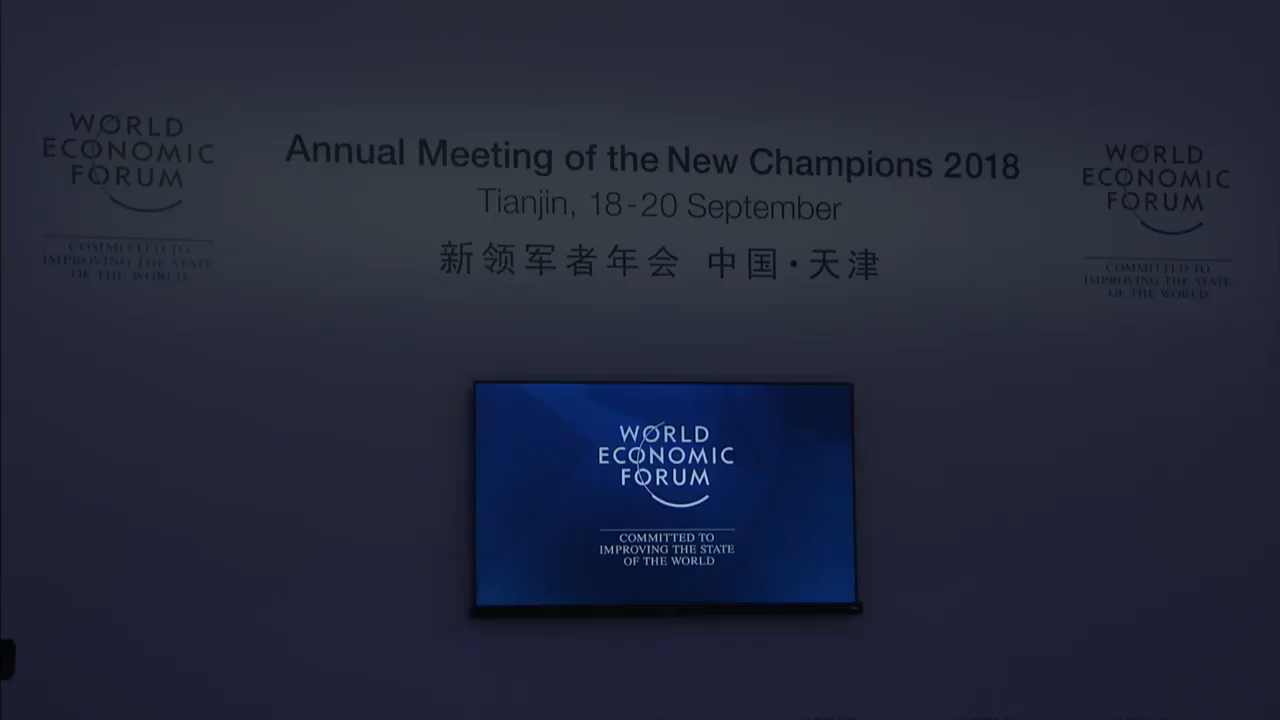 WORLD
ECONOMIC
FORUM
COMMITTED TO
IMPROVING THE STATE
OF THE WORLD
Annual Meeting of the New Champions 2018
Tianjin, 18-20 September
新领军者年会 中国·天津
WORLD
ECONOMIC
FORUM
COMMITTED TO
IMPROVING THE STATE
OF THE WORLD
WORLD
ECONOMIC
FORUM
COMMITTED TO
IMPROVING THE STATE
OF THE WORLD